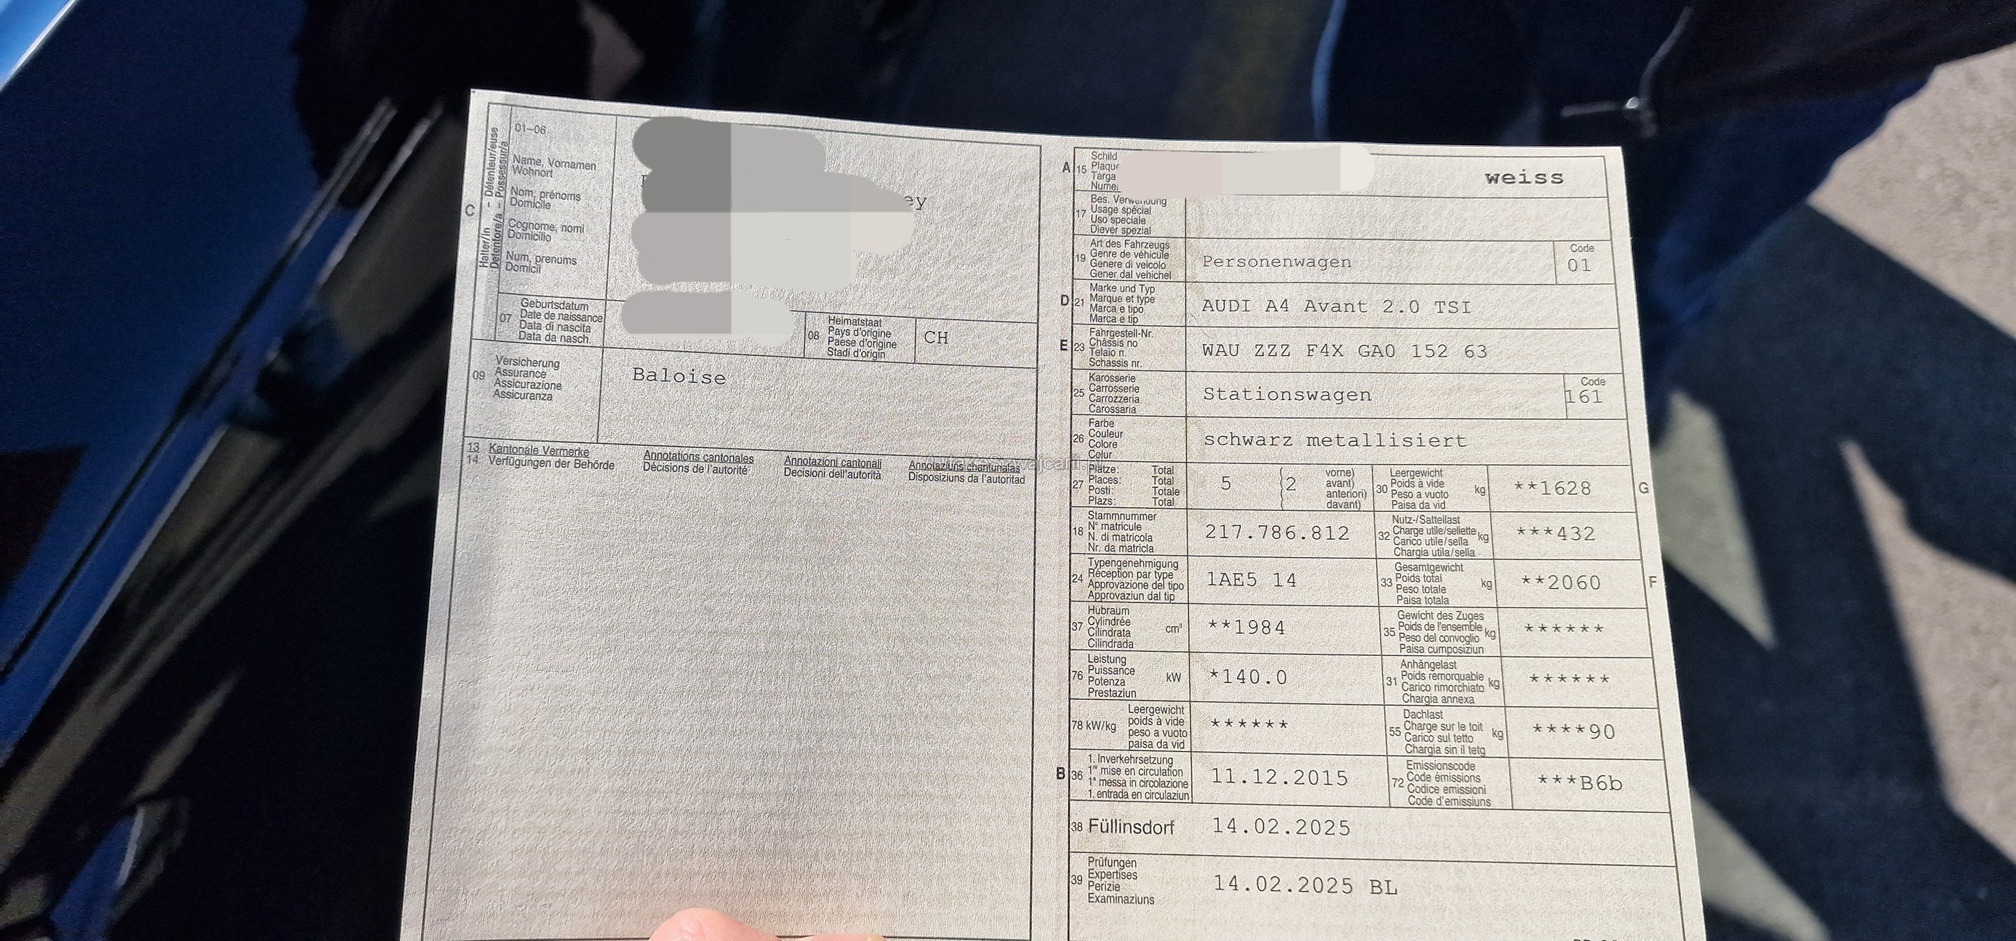 C
Halter/in - Détenteur/euse
Detentore/a - Possessur/a
01–06
Name, Vornamen
Wohnort
Nom, prénoms
Domicile
Cognome, nomi
Domicilio
Num, prenums
Domicil
ey
07
Geburtsdatum
Date de naissance
Data di nascita
Data da nasch.
08
Heimatstaat
Pays d'origine
Paese d'origine
Stadi d'origin
CH
09
Versicherung
Assurance
Assicurazione
Assicuranza
Baloise
13 Kantonale Vermerke
14 Verfügungen der Behörde
Annotations cantonales
Décisions de l'autorité
Annotazioni cantonali
Decisioni dell'autorità
Annotaziuns chantunalas
Disposiziuns da l'autoritad
A 15
Schild
Targa
weiss
17
Bes. Verwendung
Usage spécial
Uso speciale
Diever spezial
19
Art des Fahrzeugs
Genre de véhicule
Genere di veicolo
Gener dal vehichel
Personenwagen
Code
01
D 21
Marke und Typ
Marque et type
Marca e tipo
Marca e tip
AUDI A4 Avant 2.0 TSI
E 23
Fahrgestell-Nr.
Châssis no
Telaio n.
Schassis nr.
WAU ZZZ F4X GA0 152 63
25
Karosserie
Carrosserie
Carrozzeria
Carossaria
Stationswagen
Code
161
26
Farbe
Couleur
Colore
Colur
schwarz metallisiert
27
Plätze: Total
Places: Total
Posti: Totale
Plazs: Total
5 (2
vorne)
avant)
anteriori)
davant)
30
Leergewicht
Poids à vide
Peso a vuoto
Paisa da vid
kg
**1628
G
18
Stammnummer
N° matricule
N. di matricola
Nr. da matricla
217.786.812
32
Nutz-/Sattellast
Charge utile/sellette
Carico utile/sella
Chargia utila/sella
kg
***432
24
Typengenehmigung
Réception par type
Approvazione del tipo
Approvaziun dal tip
1AE5 14
33
Gesamtgewicht
Poids total
Peso totale
Paisa totala
kg
**2060
F
37
Hubraum
Cylindrée
Cilindrata
Cilindrada
cm³
**1984
35
Gewicht des Zuges
Poids de l'ensemble
Peso del convoglio
Paisa cumposiziun
kg
******
76
Leistung
Puissance
Potenza
Prestaziun
kW
*140.0
31
Anhängelast
Poids remorquable
Carico rimorchiato
Chargia annexa
kg
******
78 kW/kg
Leergewicht
poids à vide
peso a vuoto
paisa da vid
******
55
Dachlast
Charge sur le toit
Carico sul tetto
Chargia sin il tetg
kg
****90
B 36
1. Inverkehrsetzung
1re mise en circulation
1a messa in circolazione
1. entrada en circulaziun
11.12.2015
72
Emissionscode
Code émissions
Codice emissioni
Code d'emissiuns
***B6b
38 Füllinsdorf
14.02.2025
39
Prüfungen
Expertises
Perizie
Examinaziuns
14.02.2025 BL